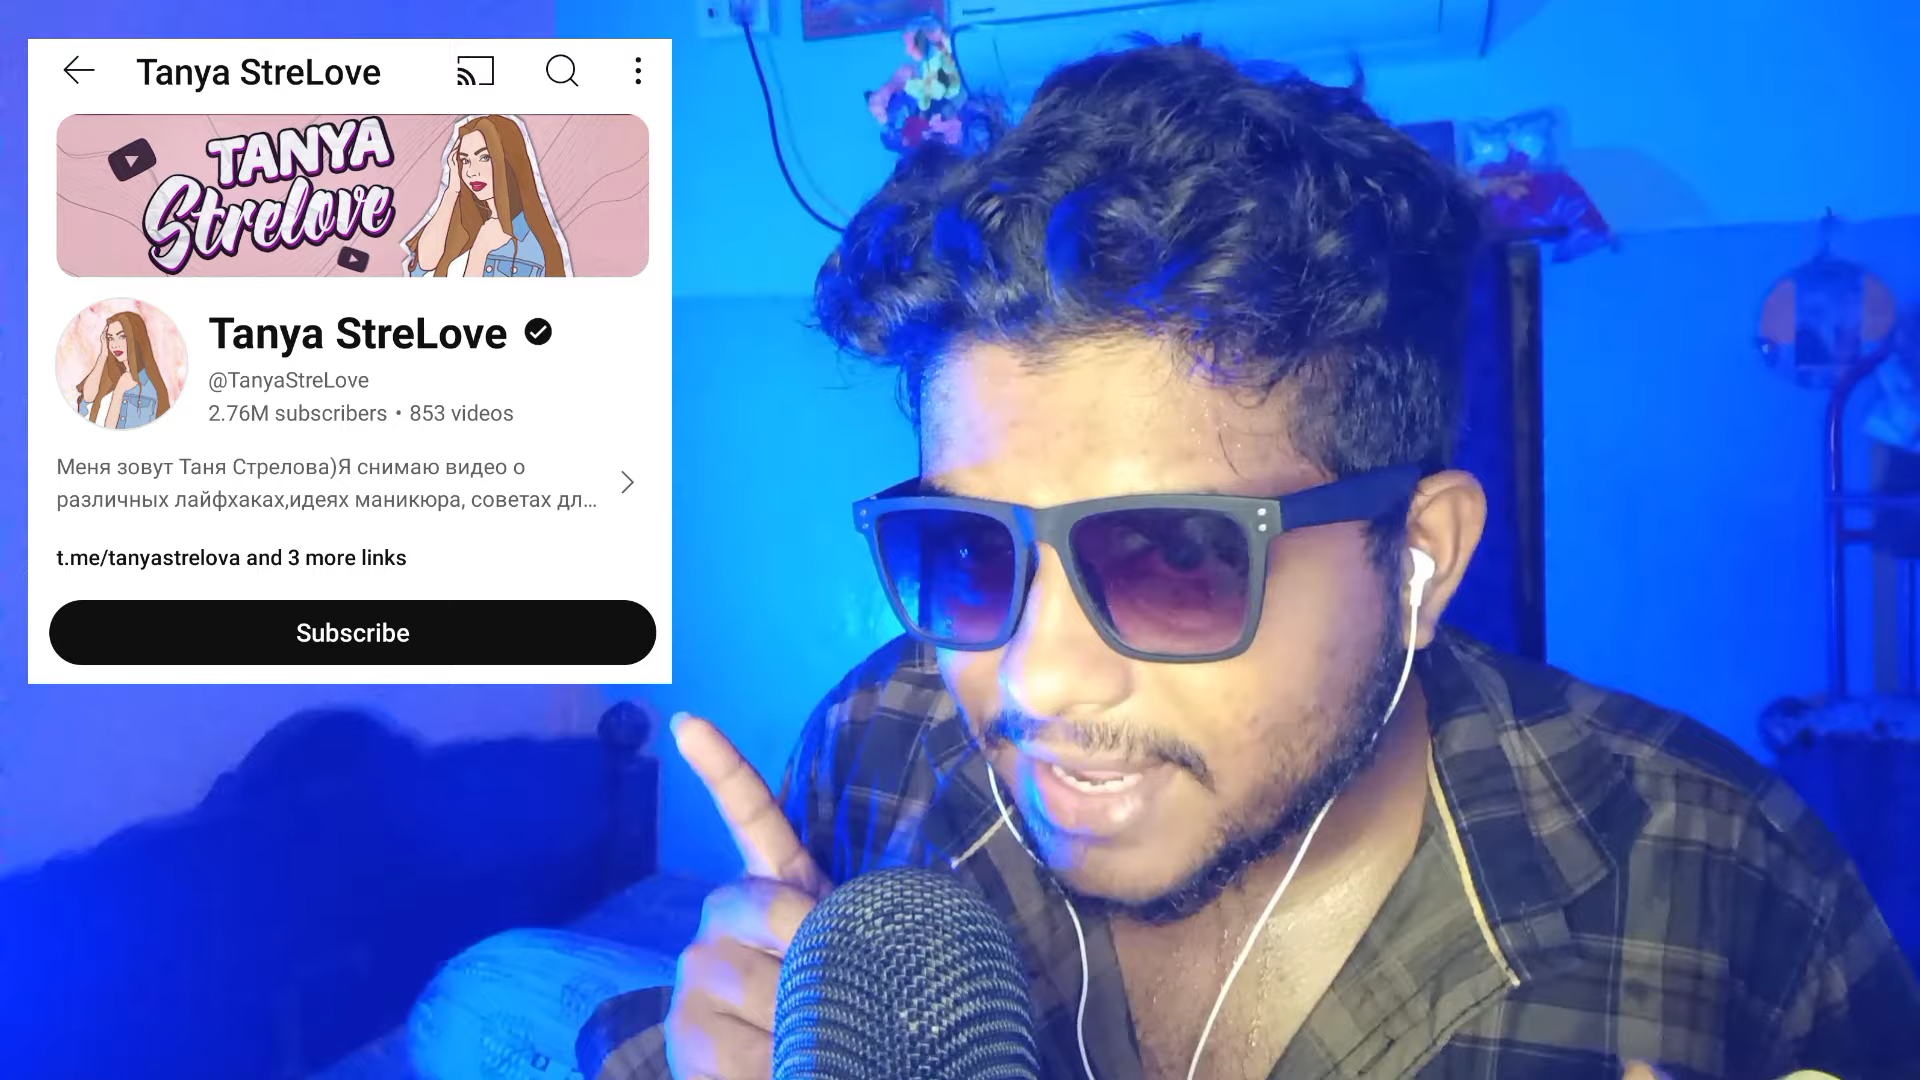 Tanya StreLove
TANYA
Strelove
Tanya StreLove
@TanyaStreLove
2.76M subscribers • 853 videos
Меня зовут Таня Стрелова)Я снимаю видео о
различных лайфхаках,идеях маникюра, советах дл...
t.me/tanyastrelova and 3 more links
Subscribe